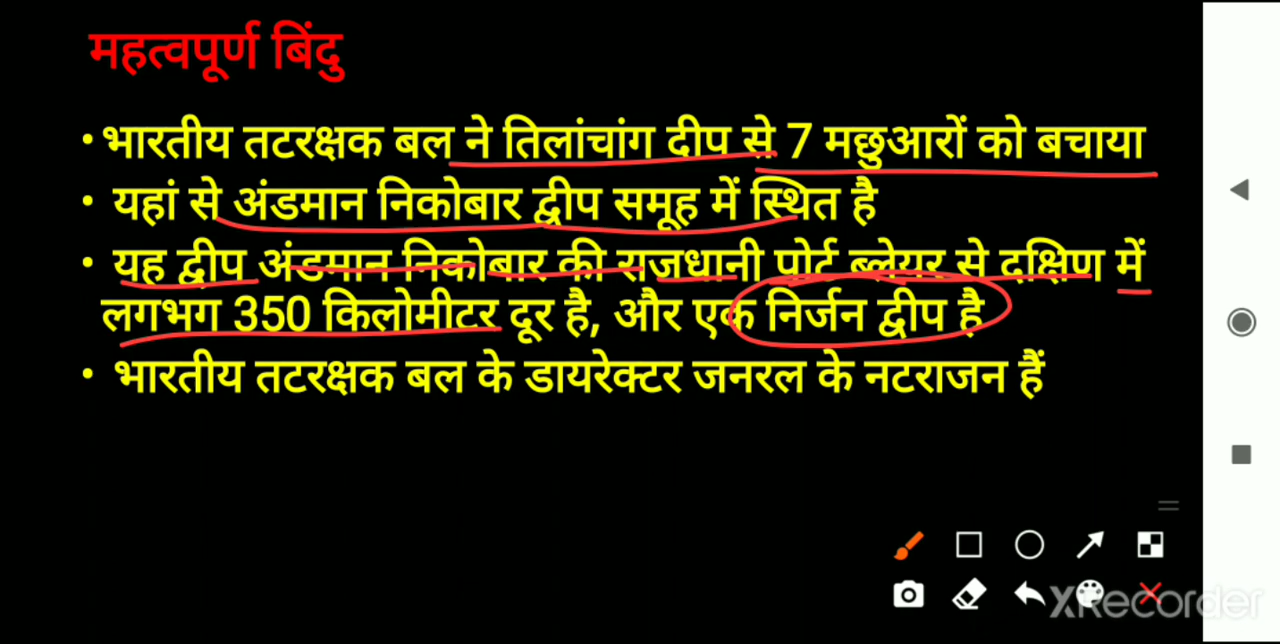 महत्वपूर्ण बिंदु
•भारतीय तटरक्षक बल ने तिलांचांग दीप से 7 मछुआरों को बचाया
• यहां से अंडमान निकोबार द्वीप समूह में स्थित है
• यह द्वीप अंडमान निकोबार की राजधानी पोर्ट ब्लेयर से दक्षिण में
लगभग 350 किलोमीटर दूर है, और एक निर्जन द्वीप है
• भारतीय तटरक्षक बल के डायरेक्टर जनरल के नटराजन हैं
XRecorder